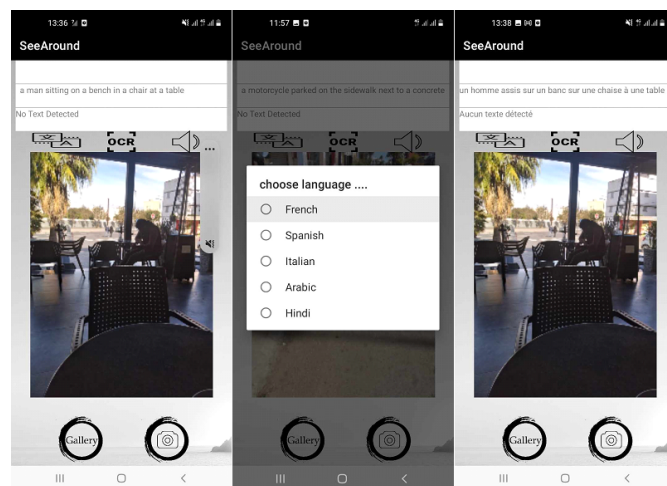 13:36
SeeAround
a man sitting on a bench in a chair at a table
No Text Detected
OCR
Gallery
11:57
SeeAround
a motorcycle parked on the sidewalk next to a concrete
No Text Detected
OCR
choose language ....
French
Spanish
Italian
Arabic
Hindi
Gallery
13:38
SeeAround
un homme assis sur un banc sur une chaise à une table
Aucun texte détecté
OCR
Gallery